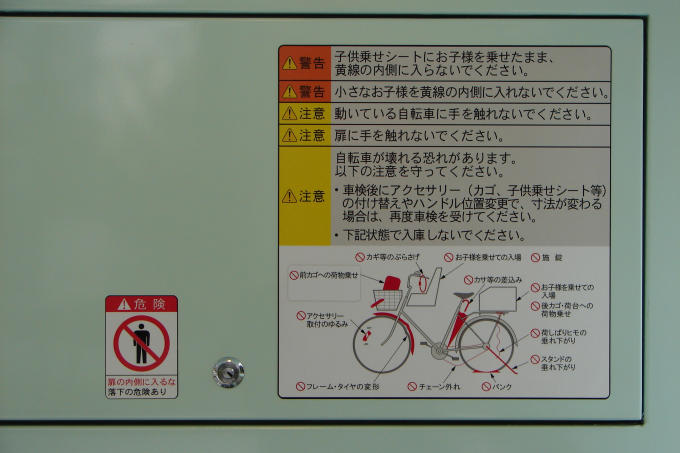 警告 子供乗せシートにお子様を乗せたまま、
黄線の内側に入らないでください。
警告 小さなお子様を黄線の内側に入れないでください。
注意 動いている自転車に手を触れないでください。
注意 扉に手を触れないでください。
自転車が壊れる恐れがあります。
以下の注意を守ってください。
注意
・車検後にアクセサリー（カゴ、子供乗せシート等）
の付け替えやハンドル位置変更で、寸法が変わる
場合は、再度車検を受けてください。
・下記状態で入庫しないでください。
カギ等のぶらさげ
お子様を乗せての入場
施錠
前カゴへの荷物乗せ
カサ等の差込み
お子様を乗せての
入場
後カゴ・荷台への
荷物乗せ
アクセサリー
取付のゆるみ
荷しばりヒモの
垂れ下がり
スタンドの
垂れ下がり
フレーム・タイヤの変形
チェーン外れ
パンク
危険
扉の内側に入るな
落下の危険あり